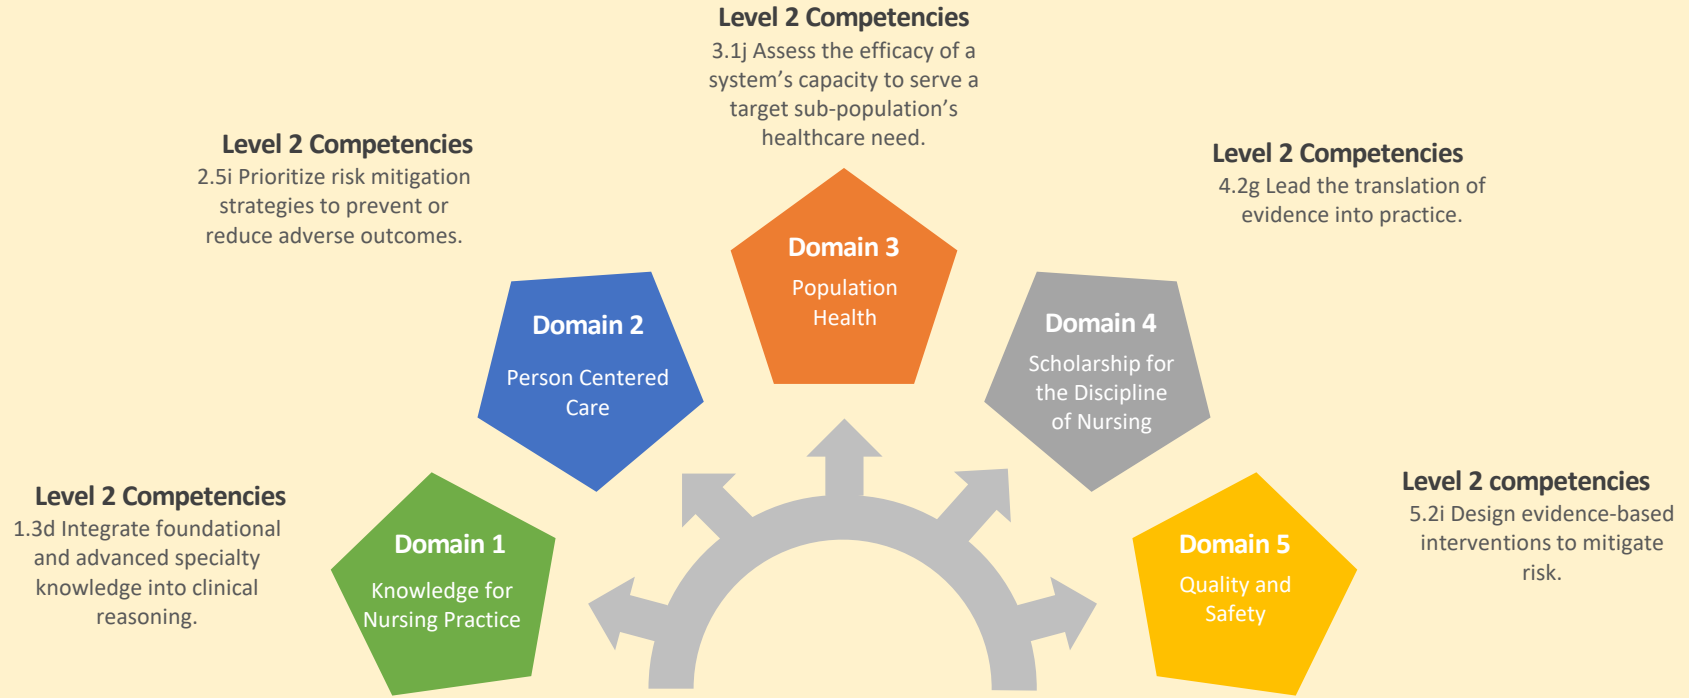 Level 2 Competencies
1.3d Integrate foundational
and advanced specialty
knowledge into clinical
reasoning.
Domain 1
Knowledge for
Nursing Practice
Level 2 Competencies
2.5i Prioritize risk mitigation
strategies to prevent or
reduce adverse outcomes.
Domain 2
Person Centered
Care
Level 2 Competencies
3.1j Assess the efficacy of a
system’s capacity to serve a
target sub-population’s
healthcare need.
Domain 3
Population
Health
Level 2 Competencies
4.2g Lead the translation of
evidence into practice.
Domain 4
Scholarship for
the Discipline
of Nursing
Level 2 competencies
5.2i Design evidence-based
interventions to mitigate
risk.
Domain 5
Quality and
Safety